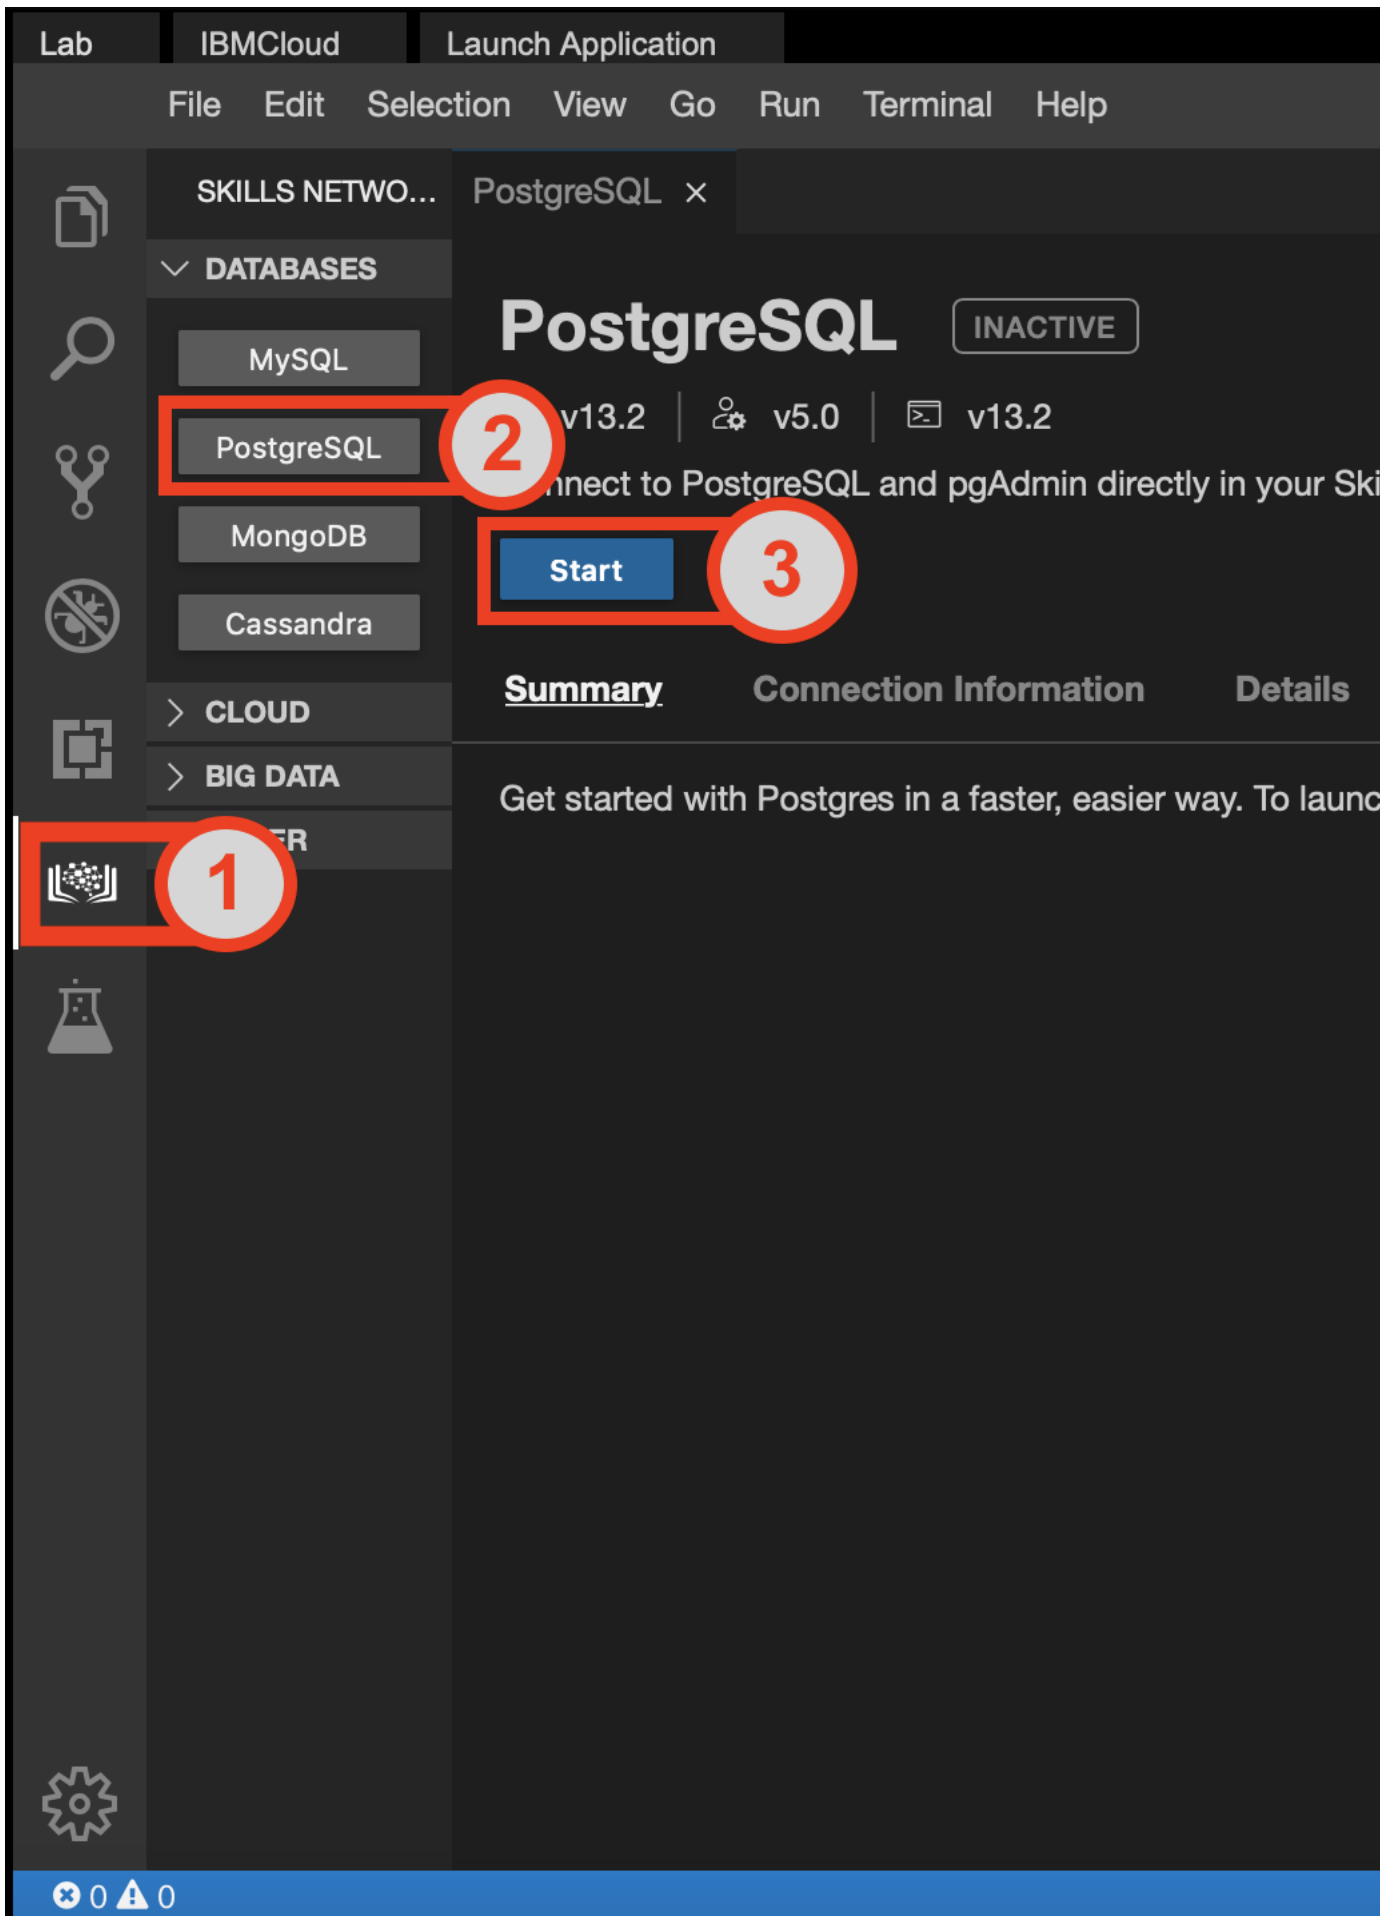 Lab IBMCloud Launch Application
File Edit Selection View Go Run Terminal Help
SKILLS NETWO... PostgreSQL ×
DATABASES
MySQL
PostgreSQL
MongoDB
Cassandra
CLOUD
BIG DATA
ER
1
2
PostgreSQL INACTIVE
v13.2 v5.0 v13.2
nnect to PostgreSQL and pgAdmin directly in your Ski
Start
3
Summary Connection Information Details
Get started with Postgres in a faster, easier way. To launc
0 0